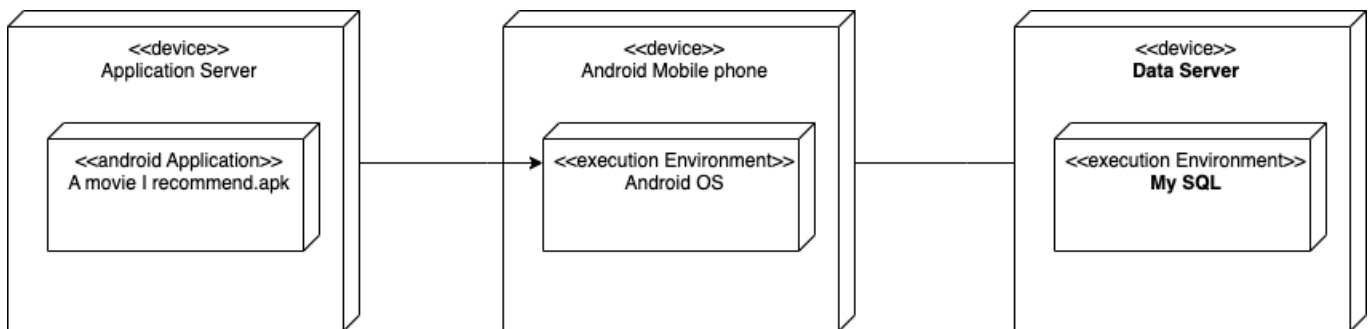 <<device>>
Application Server
<<android Application>>
A movie I recommend.apk
<<device>>
Android Mobile phone
<<execution Environment>>
Android OS
<<device>>
Data Server
<<execution Environment>>
My SQL